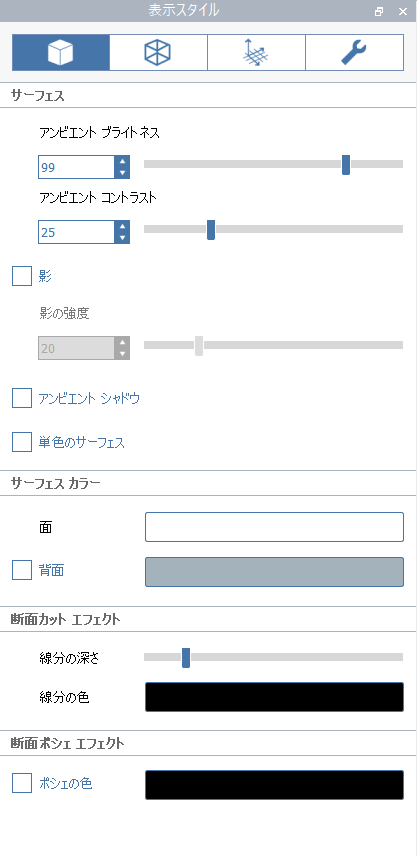 表示スタイル
サーフェス
アンビエント ブライトネス
99
アンビエント コントラスト
25
影
影の強度
20
アンビエント シャドウ
単色のサーフェス
サーフェス カラー
面
背面
断面カット エフェクト
線分の深さ
線分の色
断面ポシェ エフェクト
ポシェの色